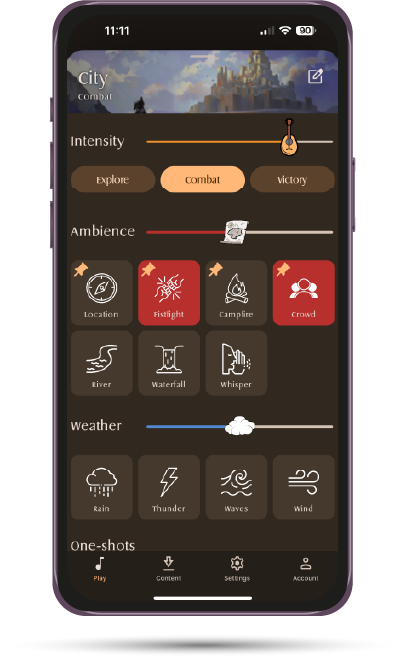 11:11
90
City
Combat
Intensity
Explore Combat Victory
Ambience
Location Fistfight Campfire Crowd
River Waterfall Whisper
Weather
Rain Thunder Waves Wind
One-shots
Play Content Settings Account